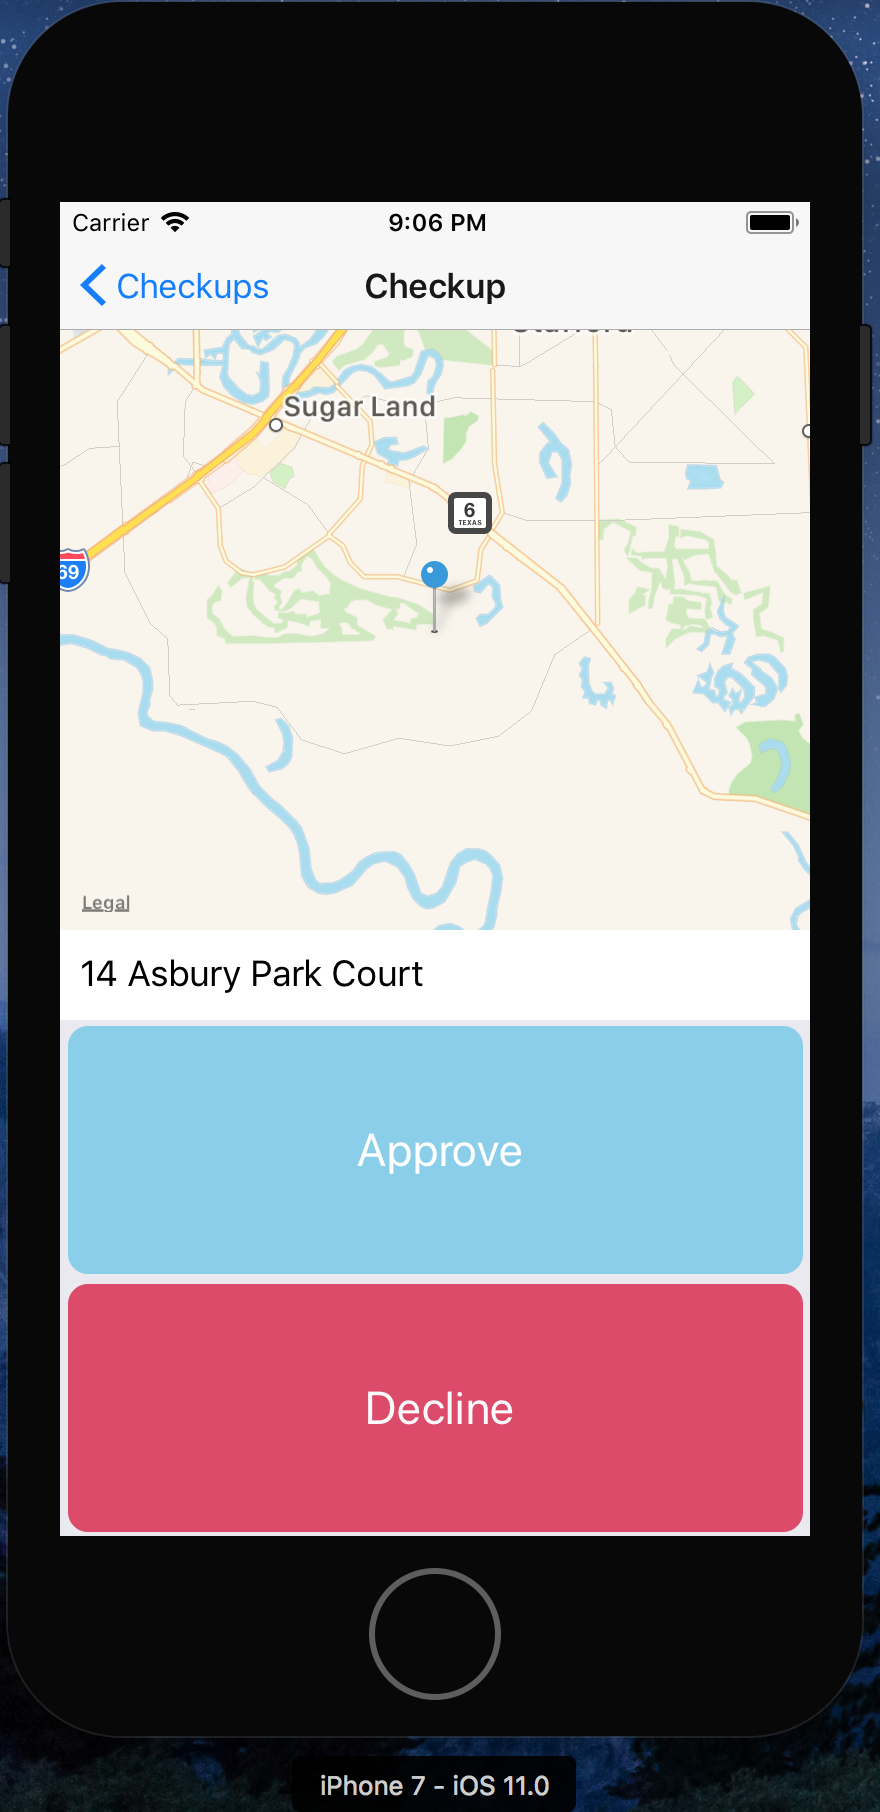 Carrier 9:06 PM
Checkups Checkup
Sugar Land
6
TEXAS
69
Legal
14 Asbury Park Court
Approve
Decline
iPhone 7 - iOS 11.0